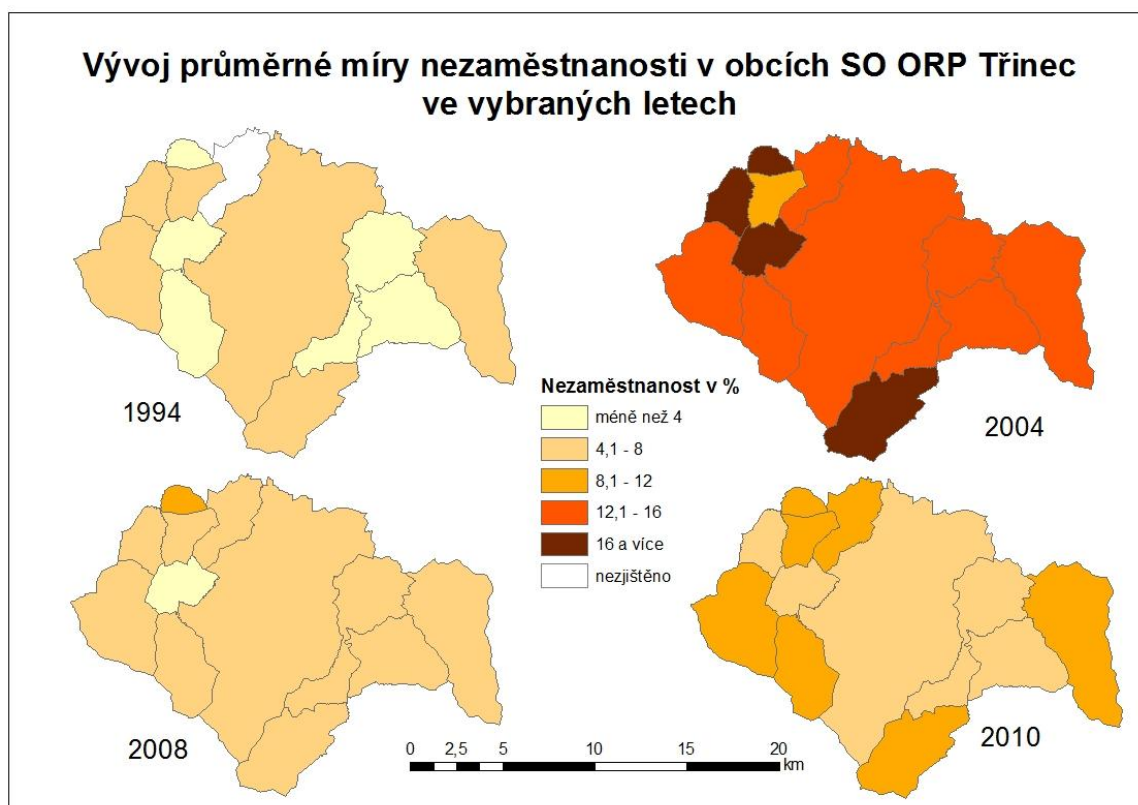 Vývoj průměrné míry nezaměstnanosti v obcích SO ORP Třinec
ve vybraných letech
1994
2004
Nezaměstnanost v %
méně než 4
4,1 - 8
8,1 - 12
12,1 - 16
16 a více
nezjištěno
2008
2010
0 2,5 5 10 15 20
km